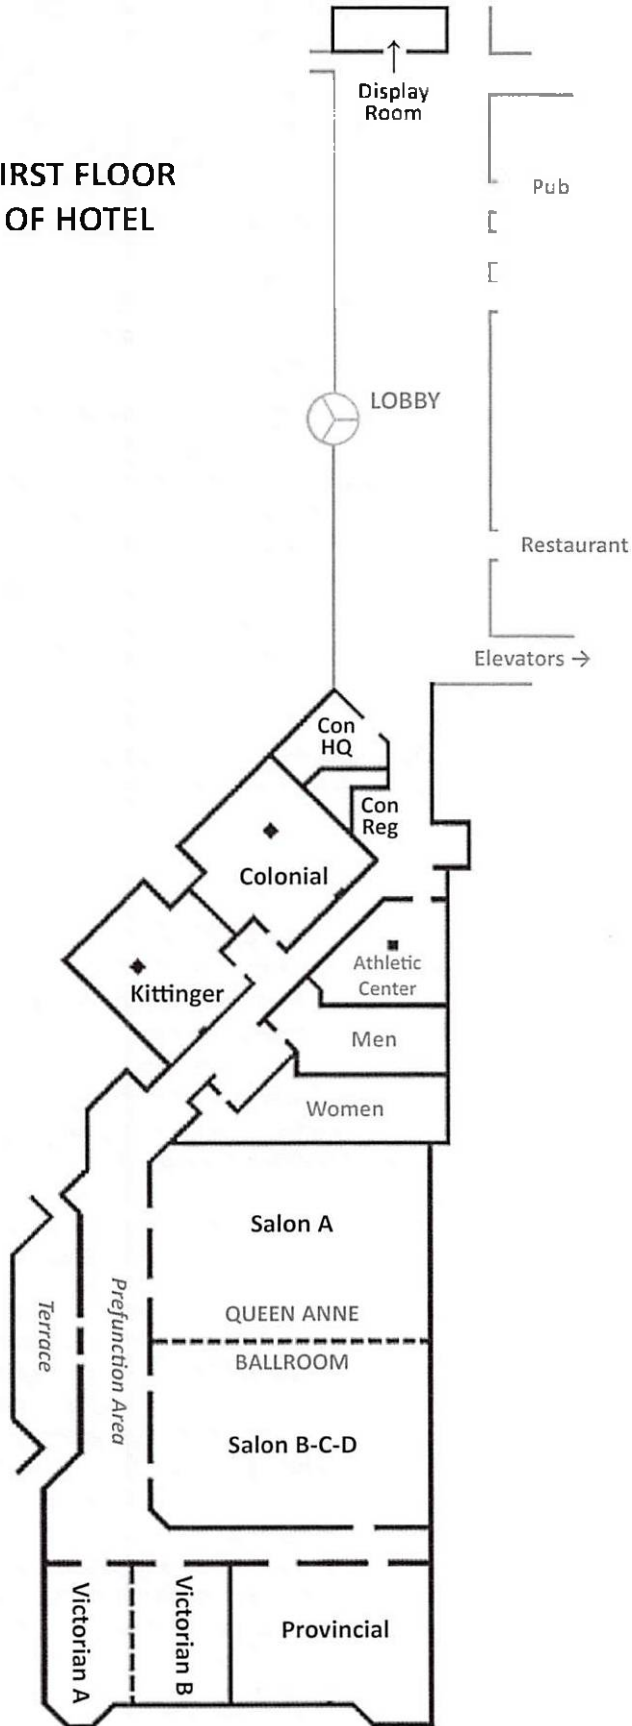 Display
Room
IRST FLOOR
OF HOTEL
Pub
LOBBY
Restaurant
Elevators →
Con
HQ
Con
Reg
Colonial
Athletic
Center
Kittinger
Men
Women
Salon A
QUEEN ANNE
BALLROOM
Terrace
Prefunction Area
Salon B-C-D
Victorian A
Victorian B
Provincial